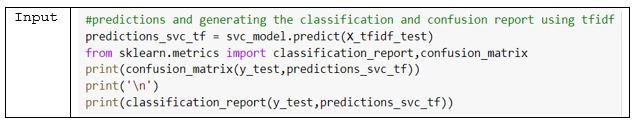 Input
#predictions and generating the classification and confusion report using tfidf
predictions_svc_tf = svc_model.predict(X_tfidf_test)
from sklearn.metrics import classification_report,confusion_matrix
print(confusion_matrix(y_test,predictions_svc_tf))
print('\n')
print(classification_report(y_test,predictions_svc_tf))